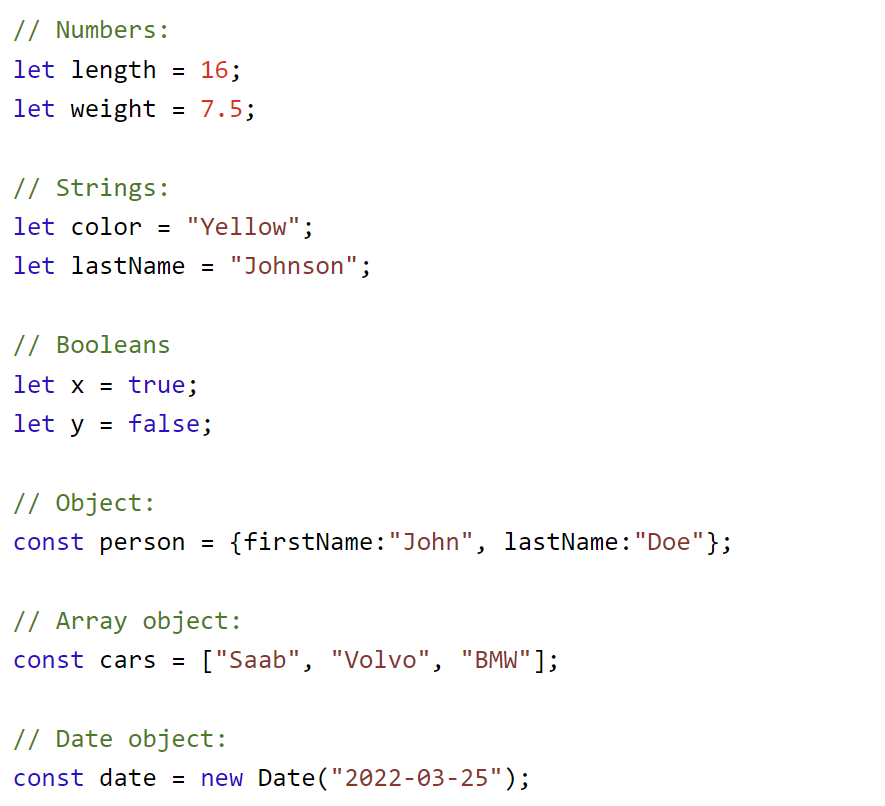 // Numbers:
let length = 16;
let weight = 7.5;

// Strings:
let color = "Yellow";
let lastName = "Johnson";

// Booleans
let x = true;
let y = false;

// Object:
const person = {firstName:"John", lastName:"Doe"};

// Array object:
const cars = ["Saab", "Volvo", "BMW"];

// Date object:
const date = new Date("2022-03-25");